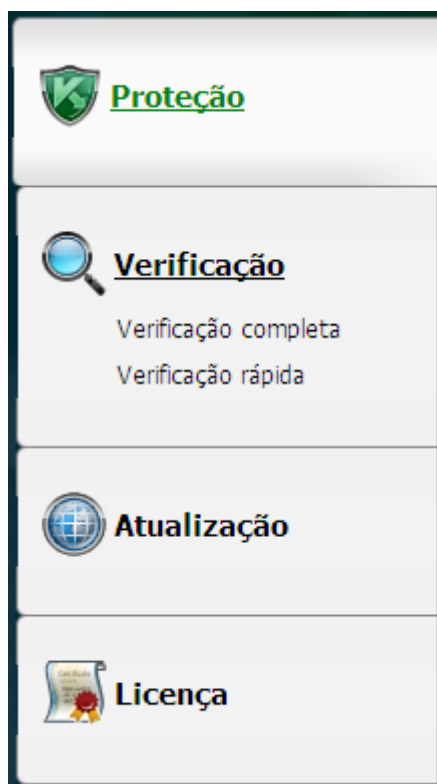 Proteção
Verificação
Verificação completa
Verificação rápida
Atualização
Licença